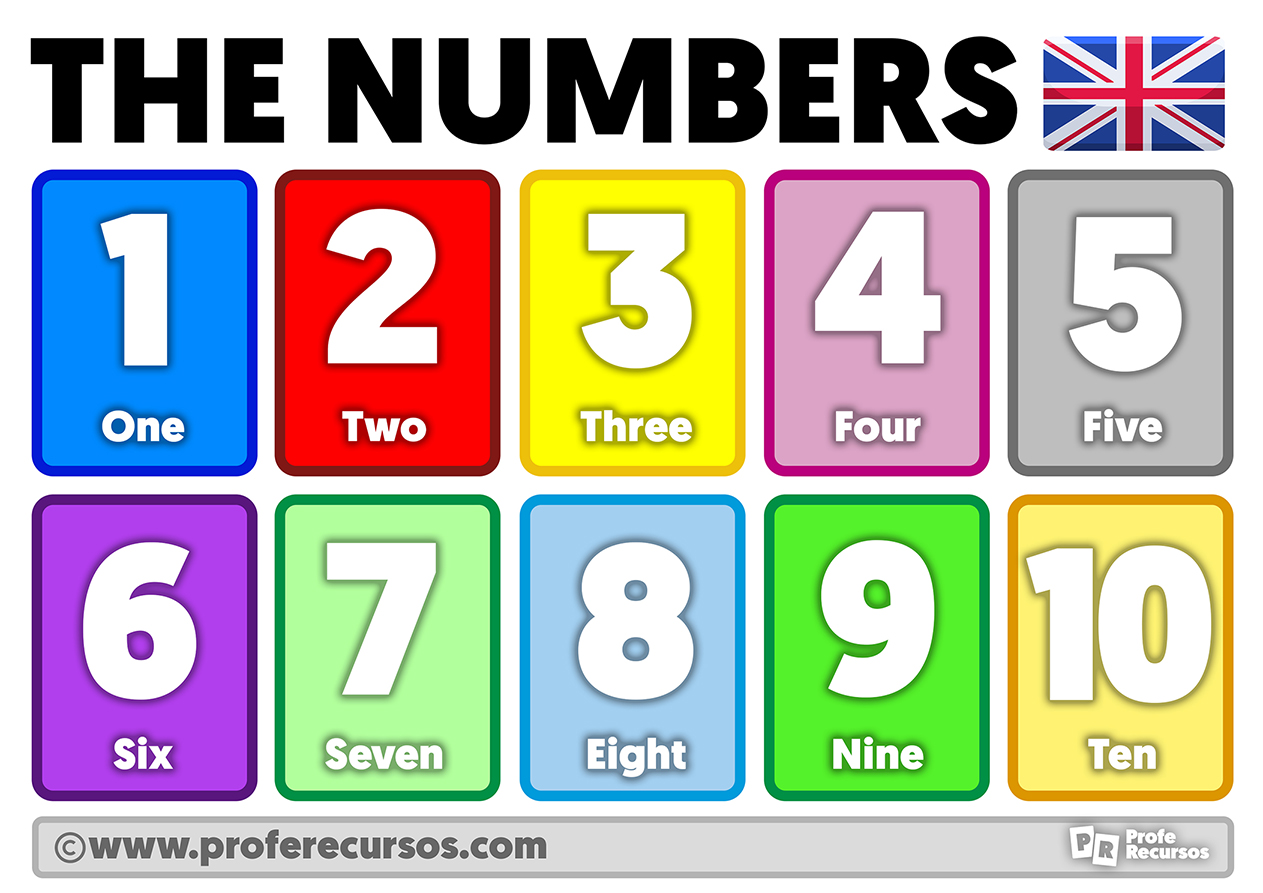 THE NUMBERS
1 2 3 4 5
One Two Three Four Five
6 7 8 9 10
Six Seven Eight Nine Ten
©www.proferecursos.com
PR Profe
Recursos